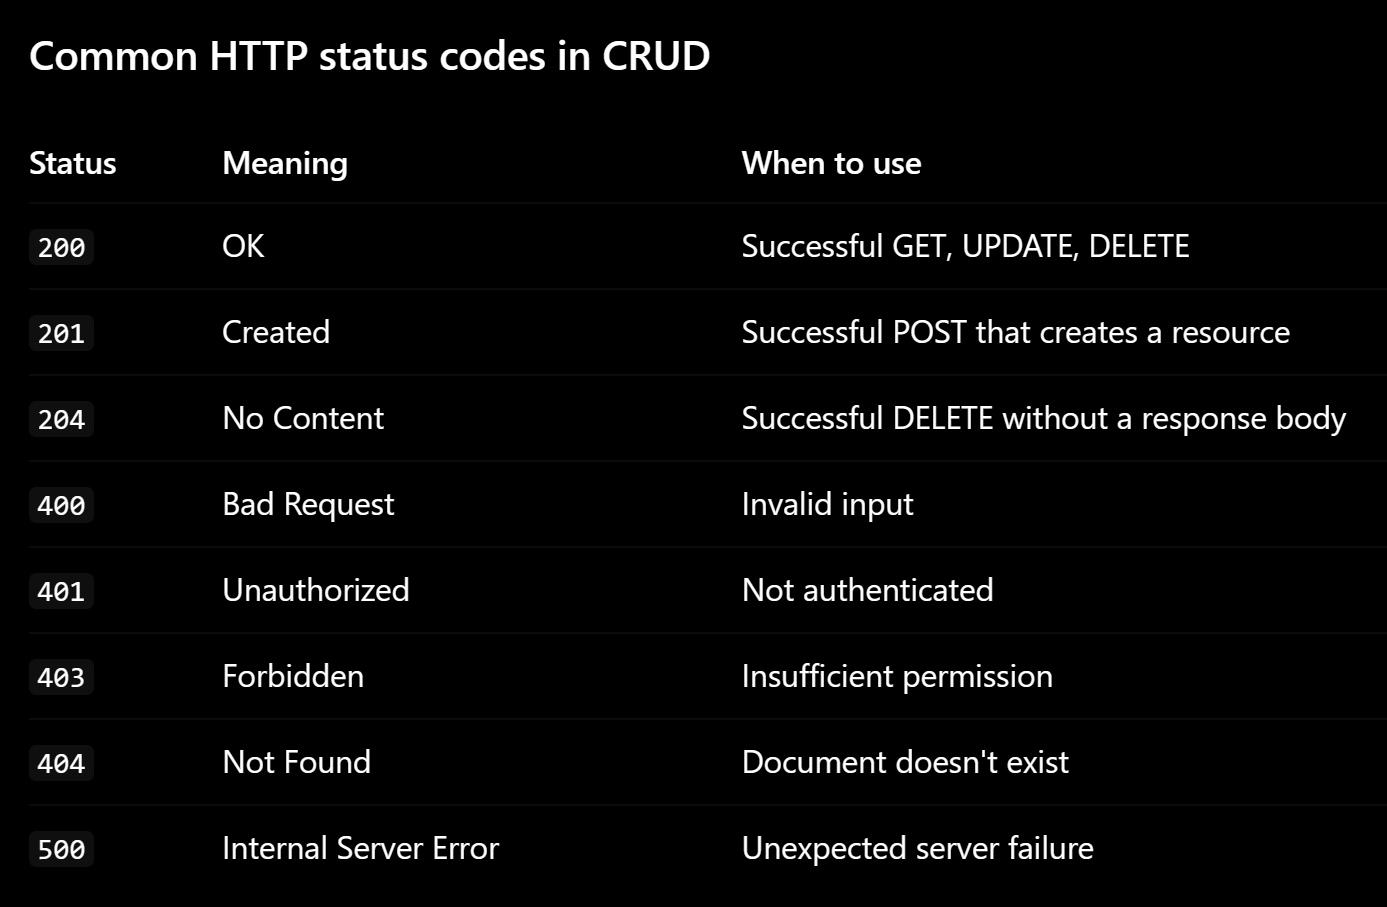 Common HTTP status codes in CRUD
Status Meaning When to use
200 OK Successful GET, UPDATE, DELETE
201 Created Successful POST that creates a resource
204 No Content Successful DELETE without a response body
400 Bad Request Invalid input
401 Unauthorized Not authenticated
403 Forbidden Insufficient permission
404 Not Found Document doesn't exist
500 Internal Server Error Unexpected server failure